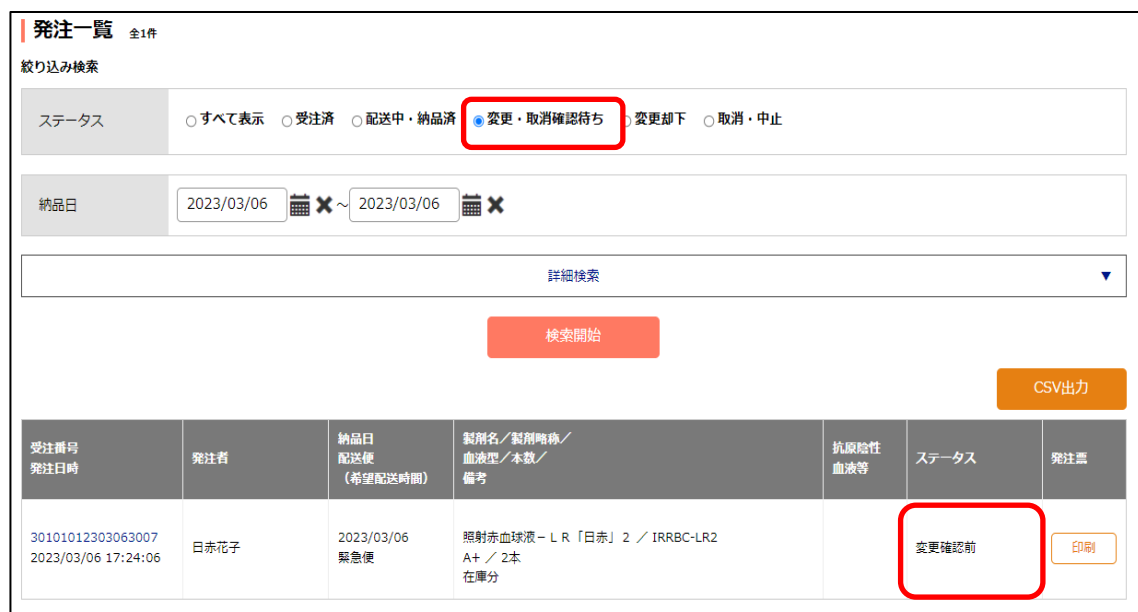 発注一覧 全1件
絞り込み検索
ステータス すべて表示 受注済 配送中・納品済 変更・取消確認待ち 変更却下 取消・中止
納品日 2023/03/06 ～ 2023/03/06
詳細検索 ▼
検索開始
CSV出力
受注番号
発注日時
発注者
納品日
配送便
（希望配送時間）
製剤名／製剤略称／
血液型／本数／
備考
抗原陰性
血液等
ステータス
発注票
30101012303063007
2023/03/06 17:24:06
日赤花子
2023/03/06
緊急便
照射赤血球液－ＬＲ「日赤」2 ／ IRRBC-LR2
A+ ／ 2本
在庫分
変更確認前
印刷